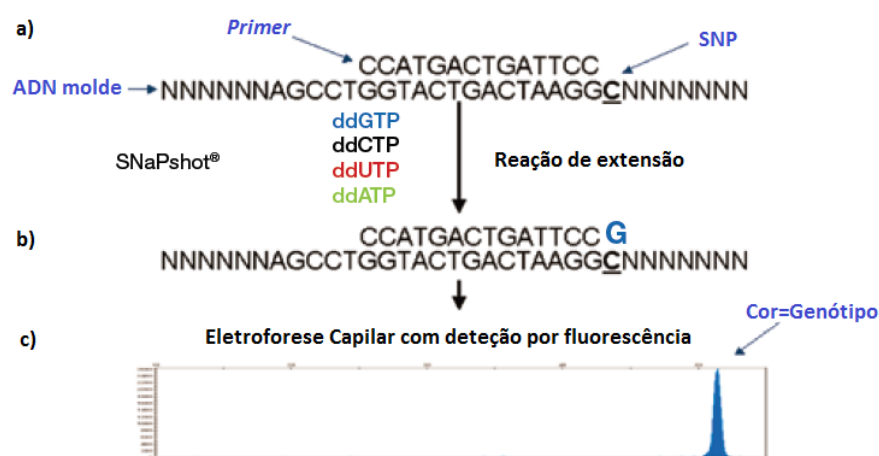 a)
Primer
SNP
CCATGACTGATTCC
ADN molde
NNNNNNAGCCTGGTACTGACTAAGGCNNNNNNN
ddGTP
ddCTP
ddUTP
ddATP
SNaPshot®
Reação de extensão
b)
CCATGACTGATTCC G
NNNNNNAGCCTGGTACTGACTAAGGCNNNNNNN
Cor=Genótipo
c)
Eletroforese Capilar com deteção por fluorescência